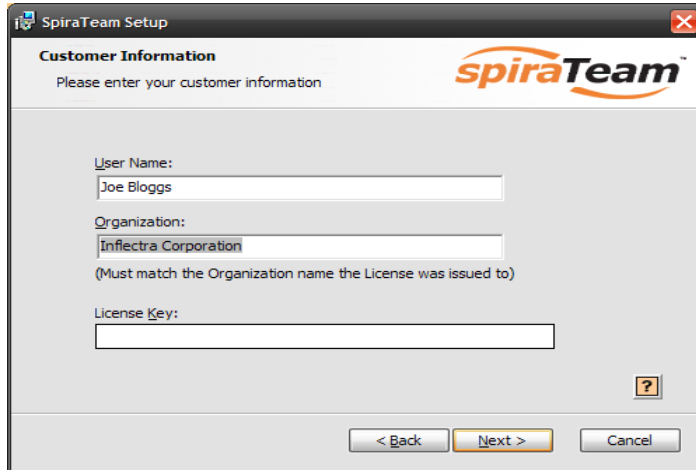 SpiraTeam Setup
Customer Information
Please enter your customer information
spiraTeam™
User Name:
Joe Bloggs
Organization:
Inflectra Corporation
(Must match the Organization name the License was issued to)
License Key:
?
< Back Next > Cancel